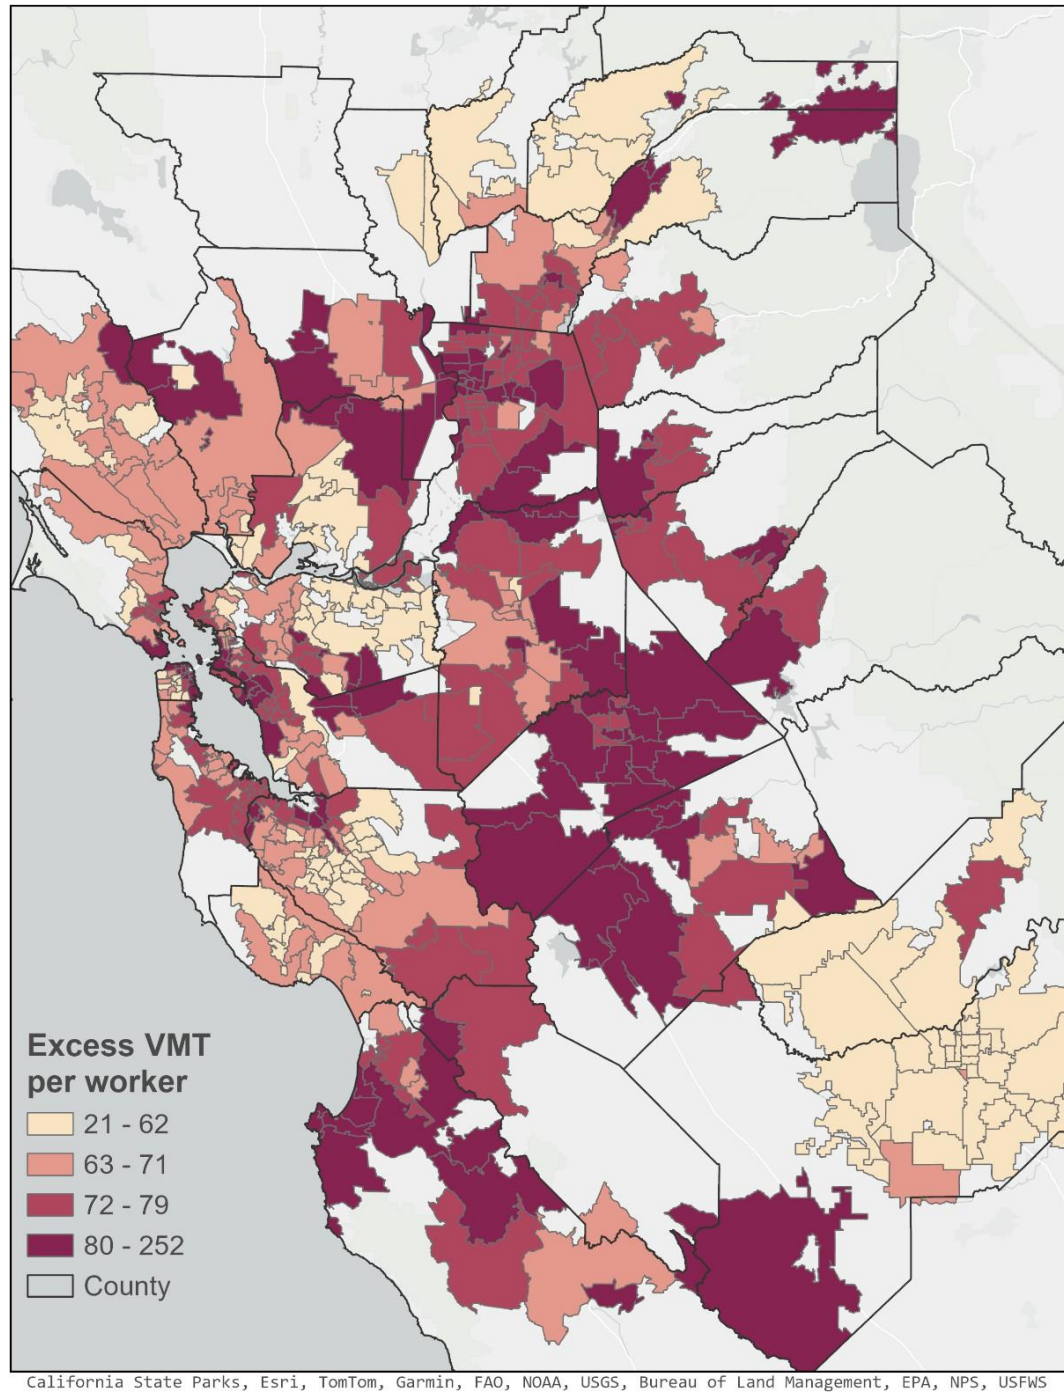 Excess VMT
per worker
21 - 62
63 - 71
72 - 79
80 - 252
County
California State Parks, Esri, TomTom, Garmin, FAO, NOAA, USGS, Bureau of Land Management, EPA, NPS, USFWS